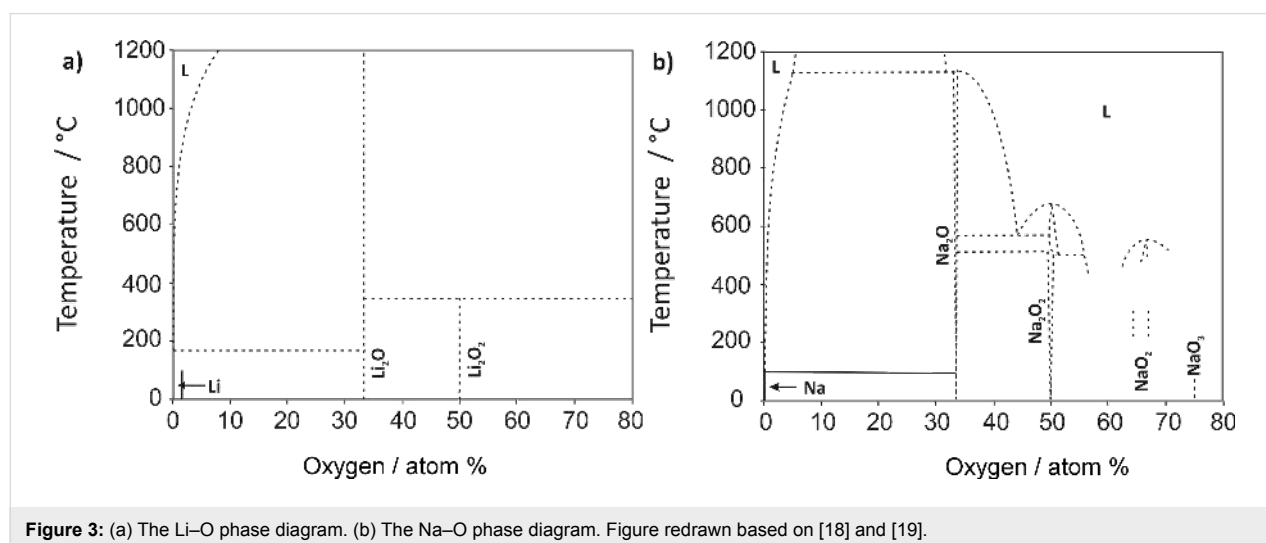 a)
1200
1000
800
600
400
200
0
Temperature / °C
L
Li
Li₂O
Li₂O₂
0 10 20 30 40 50 60 70 80
Oxygen / atom %
b)
1200
1000
800
600
400
200
0
Temperature / °C
L
L
Na
Na₂O
Na₂O₂
NaO₂
NaO₃
0 10 20 30 40 50 60 70 80
Oxygen / atom %
Figure 3: (a) The Li–O phase diagram. (b) The Na–O phase diagram. Figure redrawn based on [18] and [19].